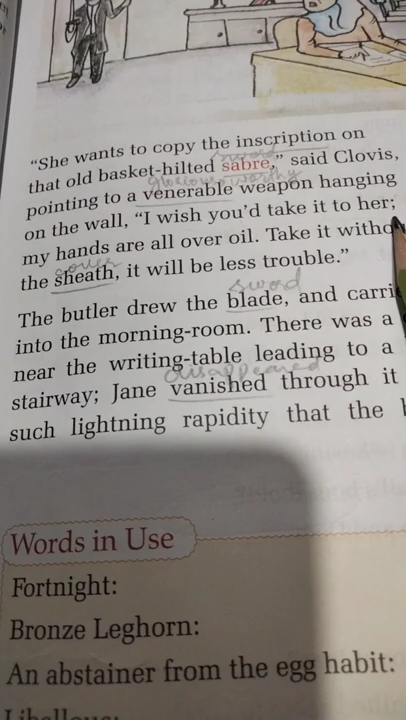 "She wants to copy the inscription on
sword
that old basket-hilted sabre," said Clovis,
pointing to a venerable weapon hanging
on the wall, "I wish you'd take it to her;
my hands are all over oil. Take it witho
cover
the sheath, it will be less trouble."
sword
The butler drew the blade, and carri
into the morning-room. There was a
near the writing-table leading to a
disappeared
stairway; Jane vanished through it
such lightning rapidity that the
Words in Use
Fortnight:
Bronze Leghorn:
An abstainer from the egg habit: